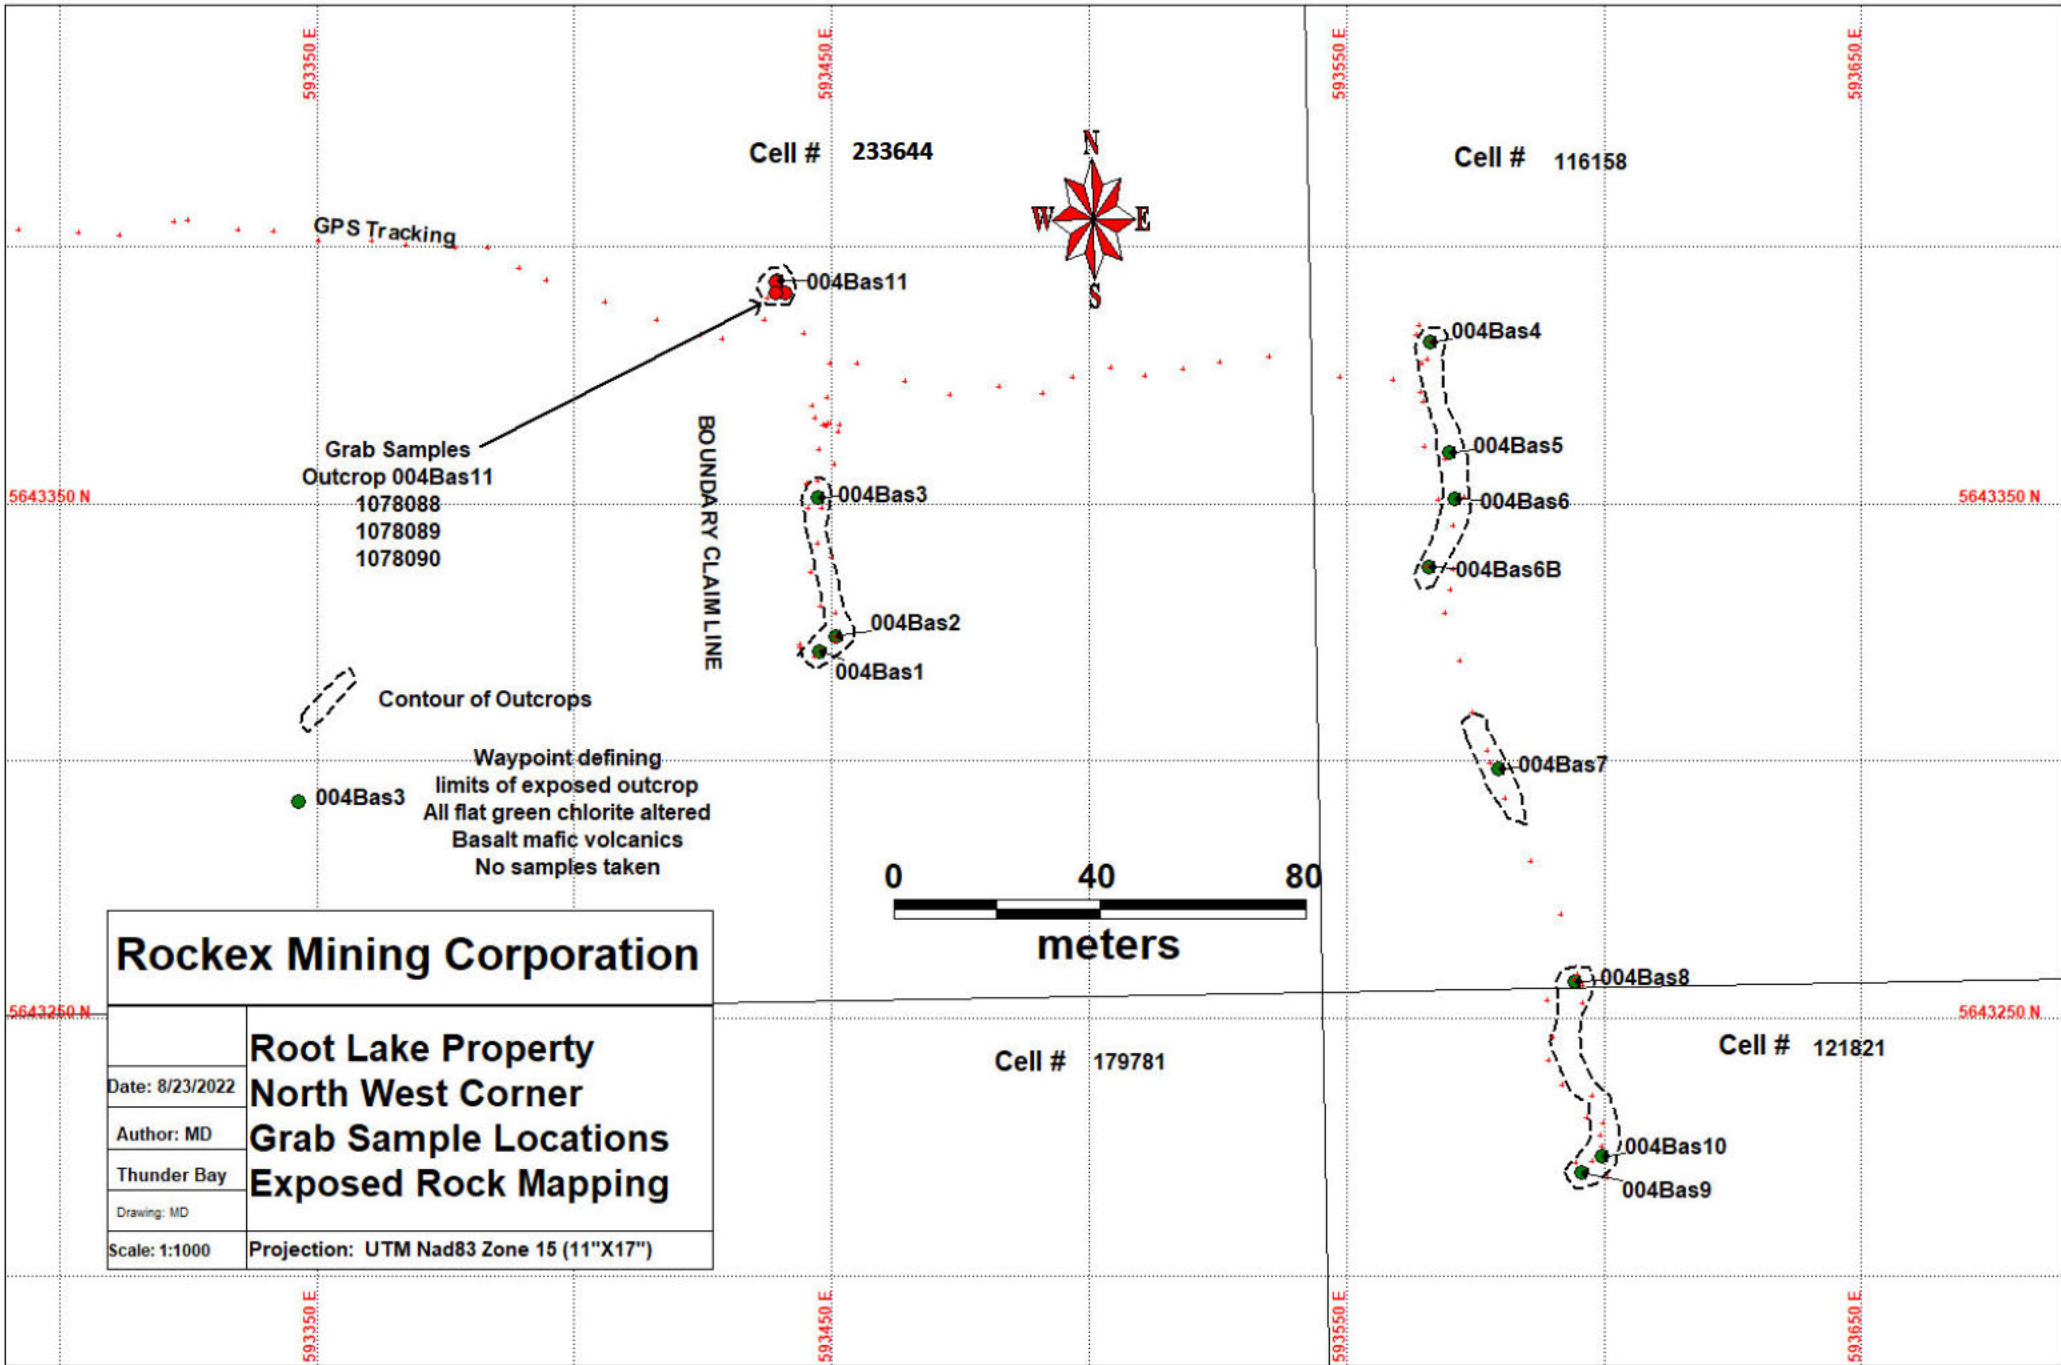 593350 E
593450 E
593550 E
593650 E
Cell # 233644
Cell # 116158
N
W
E
S
GPS Tracking
004Bas11
004Bas4
Grab Samples
Outcrop 004Bas11
1078088
1078089
1078090
BOUNDARY CLAIM LINE
004Bas5
5643350 N
004Bas3
004Bas6
5643350 N
004Bas6B
004Bas2
004Bas1
Contour of Outcrops
004Bas7
004Bas3
Waypoint defining
limits of exposed outcrop
All flat green chlorite altered
Basalt mafic volcanics
No samples taken
0 40 80
meters
004Bas8
5643250 N
5643250 N
Cell # 179781
Cell # 121821
004Bas10
004Bas9
Rockex Mining Corporation
Root Lake Property
North West Corner
Grab Sample Locations
Exposed Rock Mapping
Date: 8/23/2022
Author: MD
Thunder Bay
Drawing: MD
Scale: 1:1000
Projection: UTM Nad83 Zone 15 (11"X17")
593350 E
593450 E
593550 E
593650 E